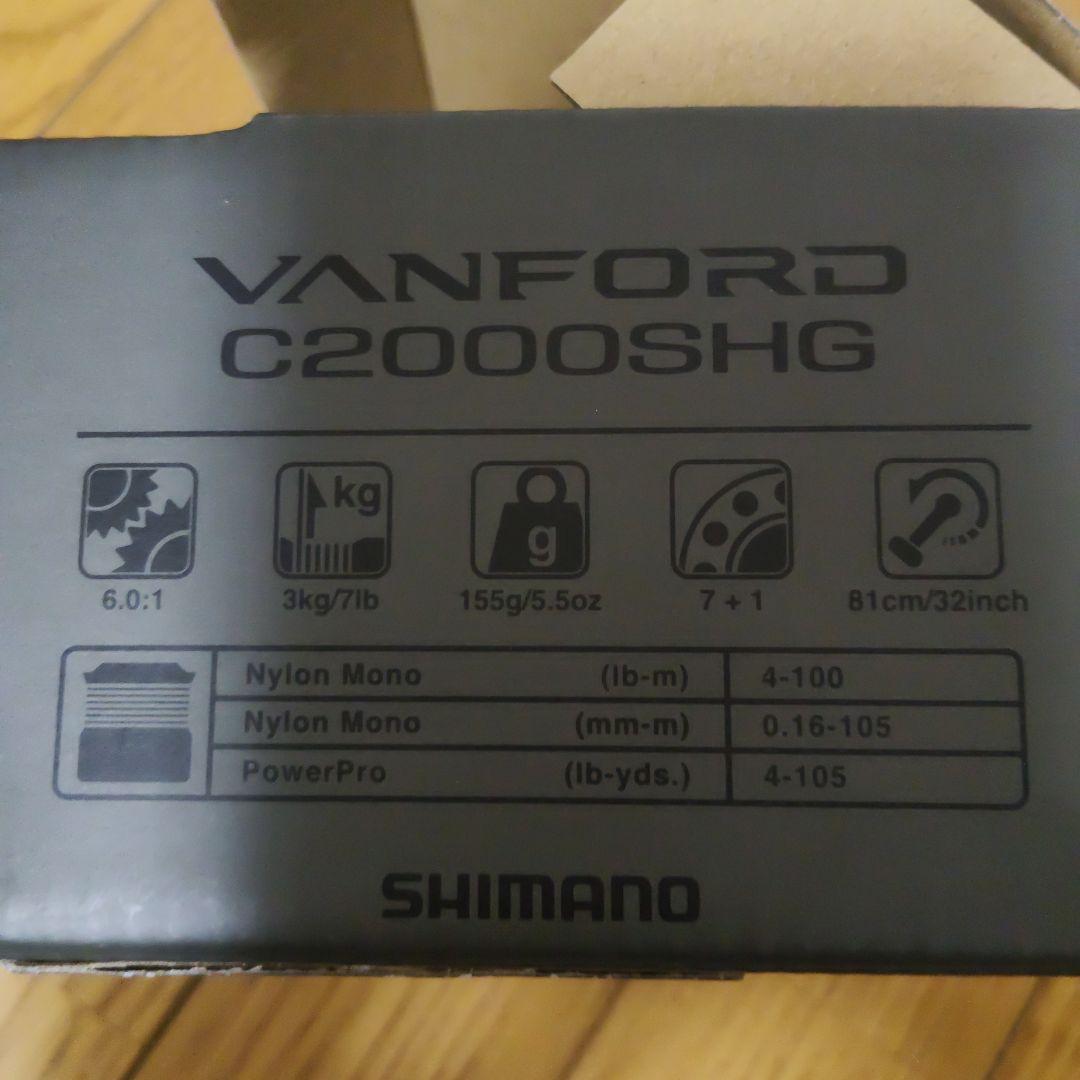 VANFORD
C2000SHG
kg
g
6.0:1 3kg/7lb 155g/5.5oz 7 + 1 81cm/32inch
Nylon Mono (lb-m) 4-100
Nylon Mono (mm-m) 0.16-105
PowerPro (lb-yds.) 4-105
SHIMANO